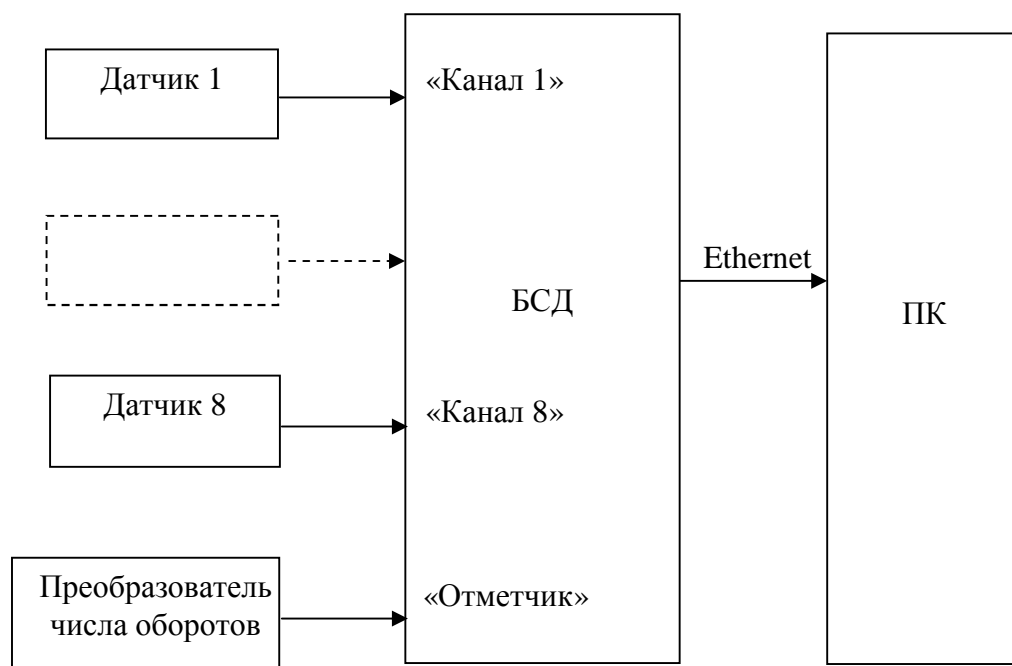 Датчик 1
«Канал 1»
Ethernet
БСД
ПК
Датчик 8
«Канал 8»
Преобразователь
числа оборотов
«Отметчик»